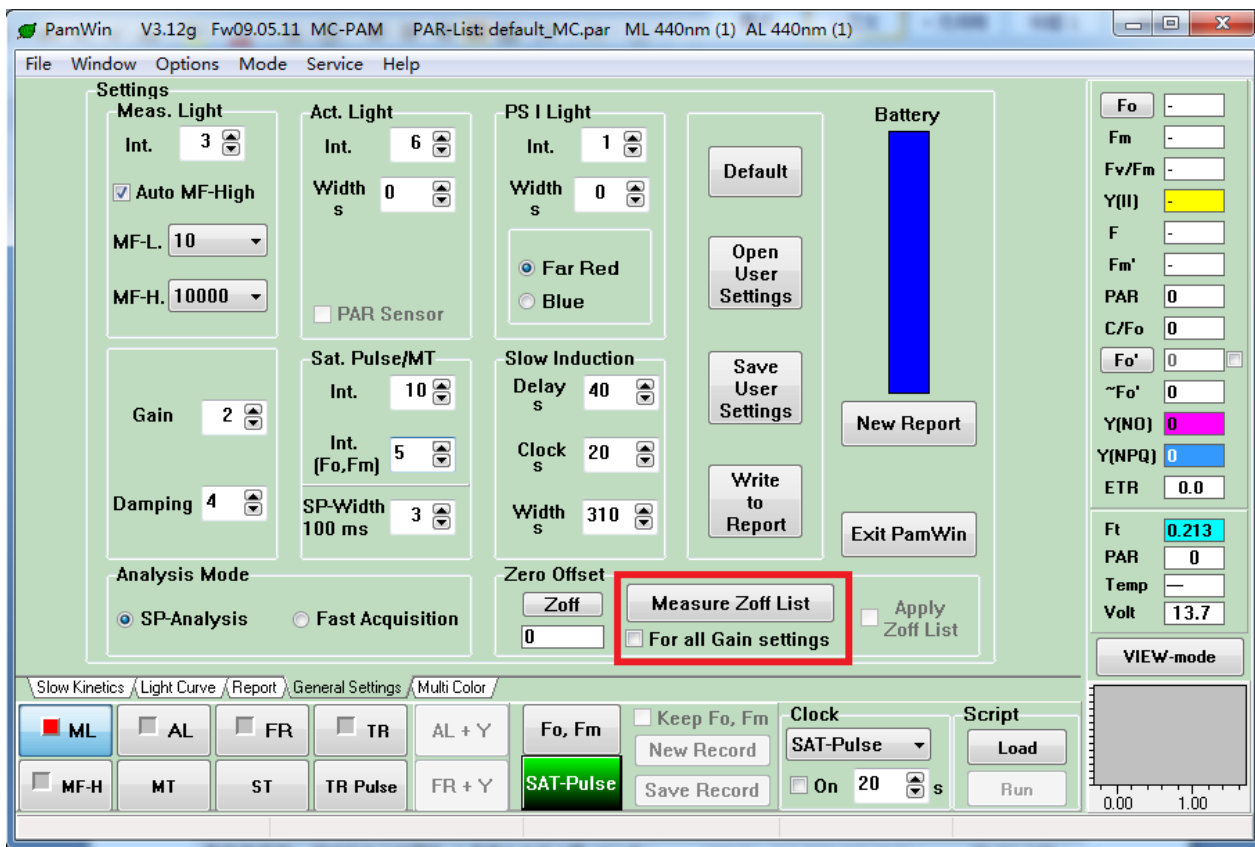 PamWin V3.12g Fw09.05.11 MC-PAM PAR-List: default_MC.par ML 440nm (1) AL 440nm (1)
File Window Options Mode Service Help
Settings
Meas. Light
Int. 3
Auto MF-High
MF-L. 10
MF-H. 10000
Act. Light
Int. 6
Width s 0
PAR Sensor
PS I Light
Int. 1
Width s 0
Far Red
Blue
Gain 2
Damping 4
Sat. Pulse/MT
Int. 10
Int. (Fo,Fm) 5
SP-Width 100 ms 3
Slow Induction
Delay s 40
Clock s 20
Width s 310
Default
Open
User
Settings
Save
User
Settings
Write
to
Report
Battery
New Report
Exit PamWin
Analysis Mode
SP-Analysis Fast Acquisition
Zero Offset
Zoff
0
Measure Zoff List
For all Gain settings
Apply
Zoff List
Fo -
Fm -
Fv/Fm -
Y(II) -
F -
Fm' -
PAR 0
C/Fo 0
Fo' 0
~Fo' 0
Y(NO) 0
Y(NPQ) 0
ETR 0.0
Ft 0.213
PAR 0
Temp —
Volt 13.7
VIEW-mode
0.00 1.00
Slow Kinetics Light Curve Report General Settings Multi Color
ML AL FR TR AL + Y
MF-H MT ST TR Pulse FR + Y
Fo, Fm
SAT-Pulse
Keep Fo, Fm
New Record
Save Record
Clock
SAT-Pulse
On 20 s
Script
Load
Run